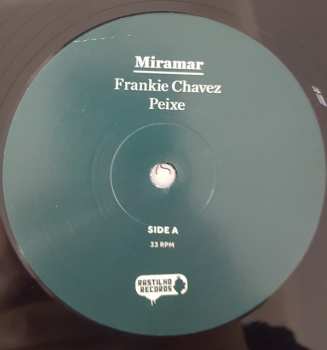 Miramar
Frankie Chavez
Peixe
SIDE A
33 RPM
RASTILHO
RECORDS